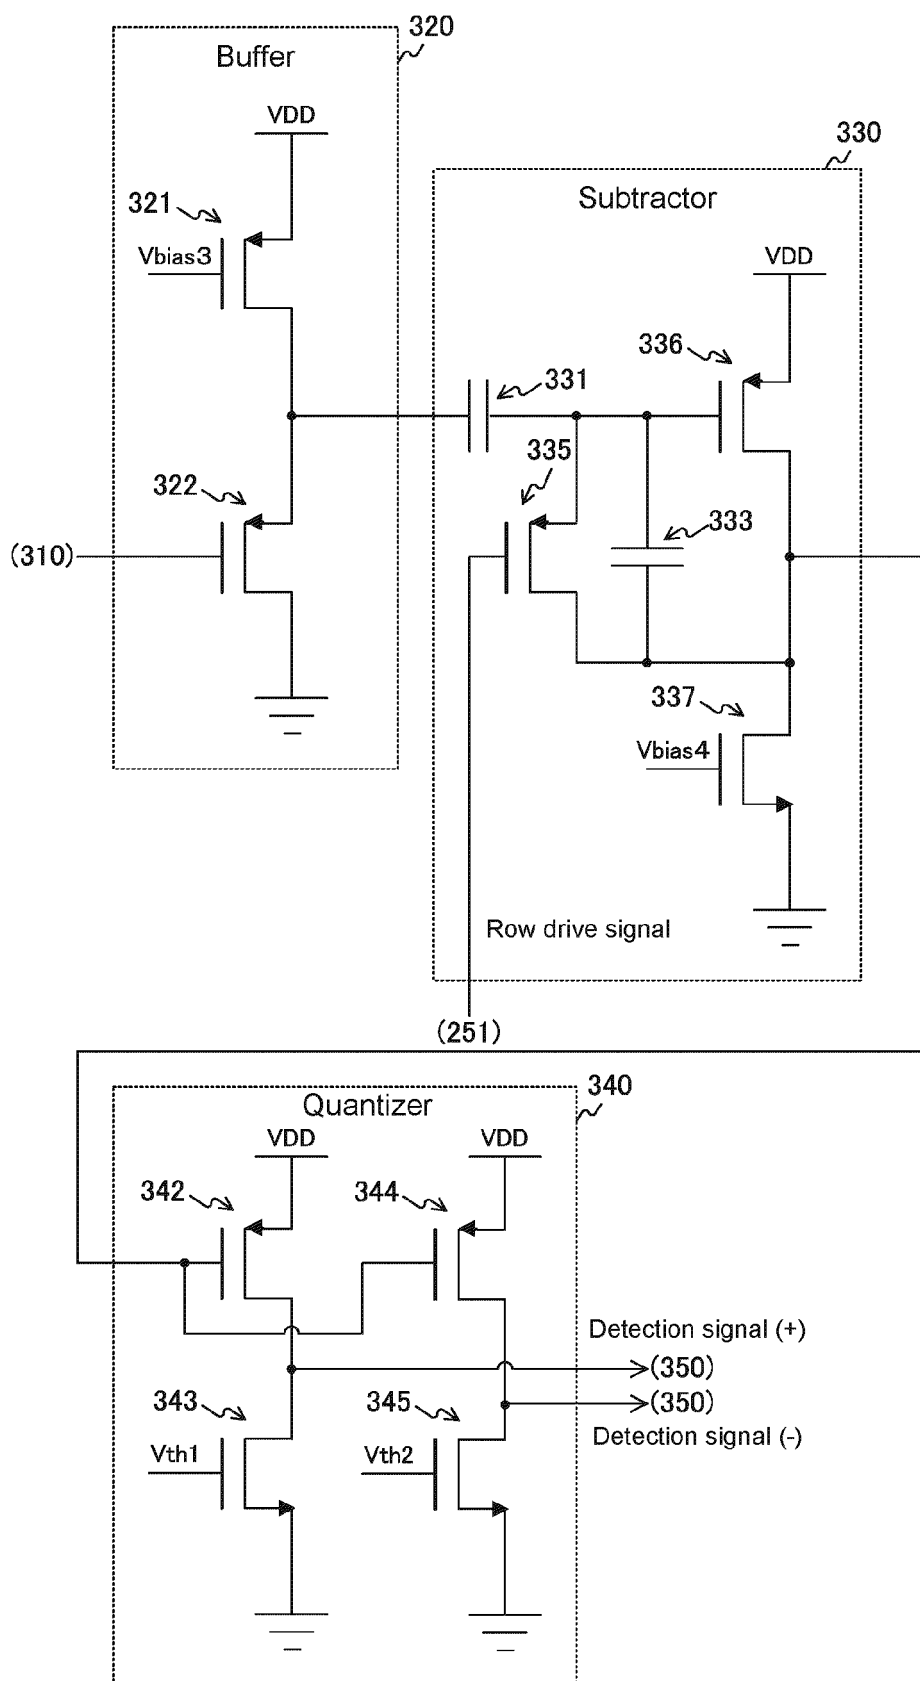 320
Buffer
VDD
330
321
Subtractor
Vbias3
VDD
336
331
335
322
333
(310)
337
Vbias4
Row drive signal
(251)
340
Quantizer
VDD VDD
342 344
Detection signal (+)
(350)
343 345 (350)
Detection signal (-)
Vth1 Vth2